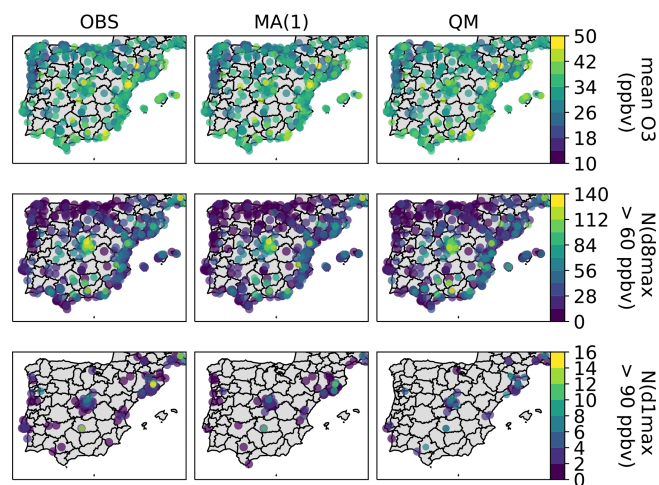 OBS
MA(1)
QM
50
42
34
26
18
10
mean O3
(ppbv)
140
112
84
56
28
0
N(d8max
> 60 ppbv)
16
14
12
10
8
6
4
2
0
N(d1max
> 90 ppbv)